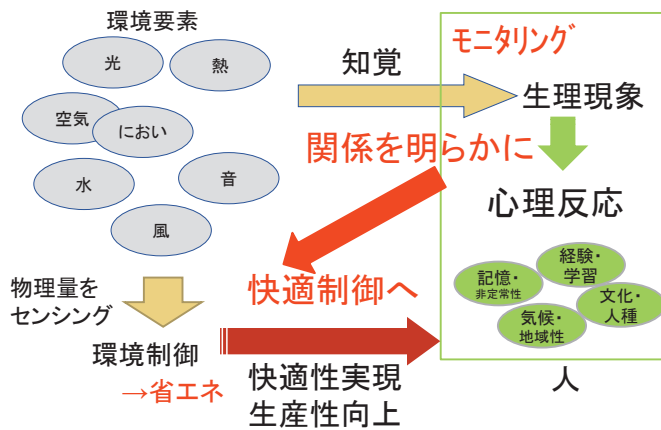 環境要素
光
熱
空気
におい
水
音
風
知覚
モニタリング
生理現象
関係を明らかに
心理反応
経験・
学習
記憶・
非定常性
文化・
人種
気候・
地域性
人
物理量を
センシング
快適制御へ
環境制御
→省エネ
快適性実現
生産性向上